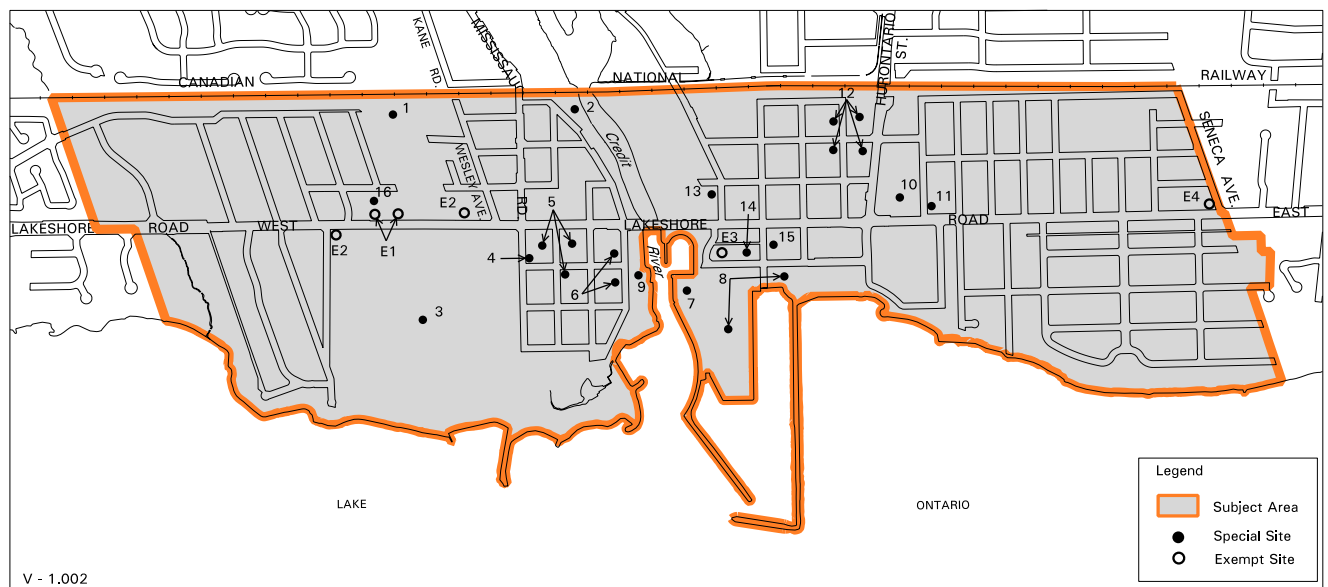 KANE RD.
MISSISSAU
HURONTARIO ST.
CANADIAN
NATIONAL
RAILWAY
1
2
12
SENECA AVE.
Credit
WESLEY AVE.
16
13
10
11
E4
E2
RD
5
14
LAKESHORE
ROAD
WEST
LAKESHORE
ROAD
EAST
E2
E1
E3
15
4
River
6
9
7
8
3
LAKE
ONTARIO
Legend
Subject Area
Special Site
Exempt Site
V - 1.002